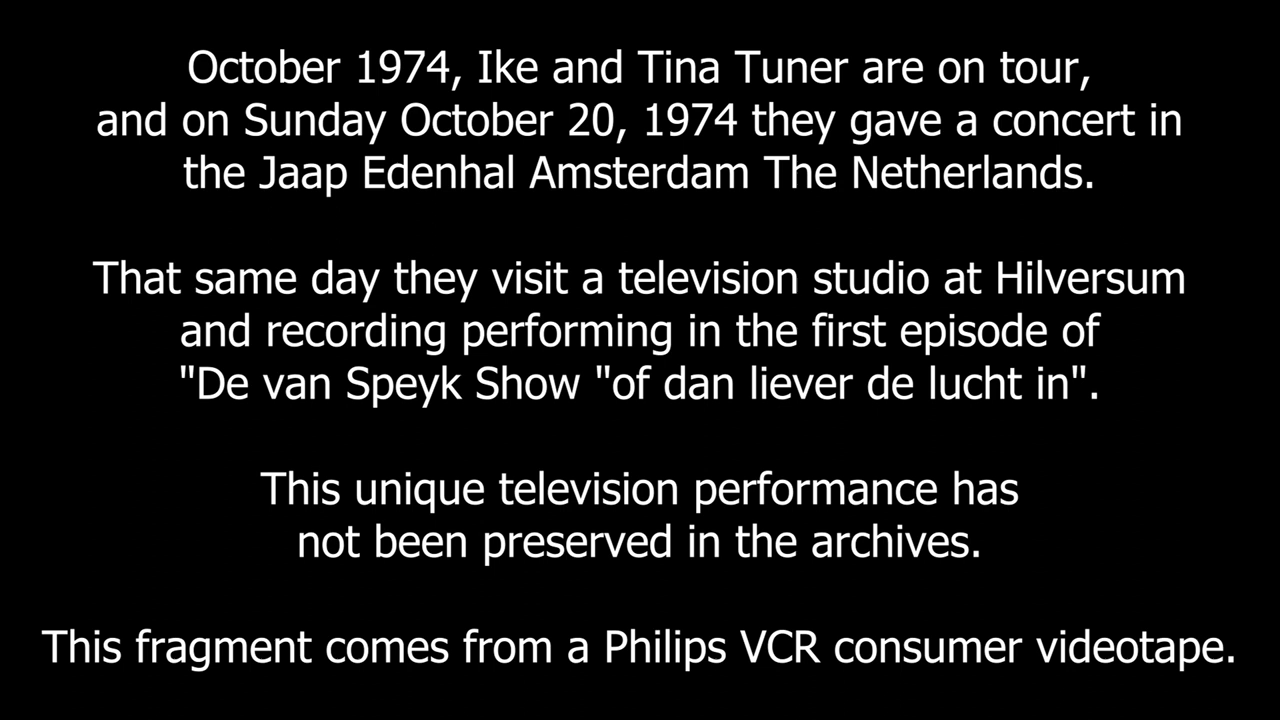 October 1974, Ike and Tina Tuner are on tour,
and on Sunday October 20, 1974 they gave a concert in
the Jaap Edenhal Amsterdam The Netherlands.
That same day they visit a television studio at Hilversum
and recording performing in the first episode of
"De van Speyk Show "of dan liever de lucht in".
This unique television performance has
not been preserved in the archives.
This fragment comes from a Philips VCR consumer videotape.